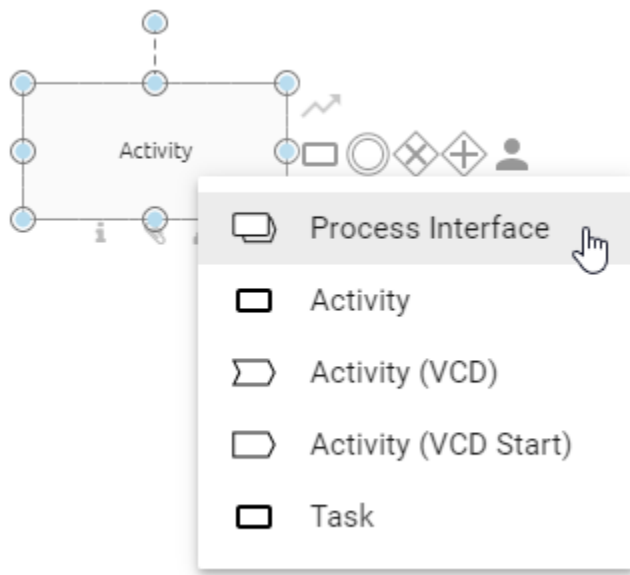 Activity
Process Interface
Activity
Activity (VCD)
Activity (VCD Start)
Task